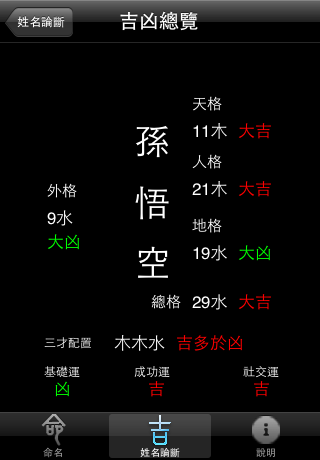 姓名論斷
吉凶總覽
天格
11木 大吉
孫
人格
21木 大吉
外格
9水
大凶
悟
地格
19水 大凶
空
總格 29水 大吉
三才配置 木木水 吉多於凶
基礎運 成功運 社交運
凶 吉 吉
命 吉
命名 姓名論斷 說明